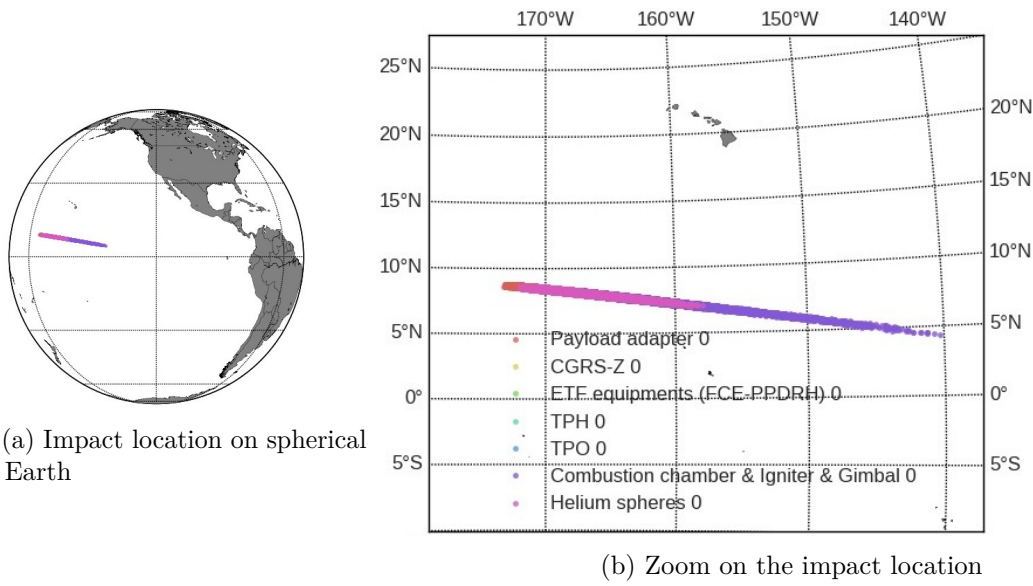 170°W 160°W 150°W 140°W
25°N
20°N 20°N
15°N 15°N
10°N 10°N
5°N 5°N
Payload adapter 0
CGRS-Z 0
ETF equipments (FCE-PPDRH) 0
0° 0°
TPH 0
TPO 0
5°S 5°S
Combustion chamber & Igniter & Gimbal 0
Helium spheres 0
(a) Impact location on spherical
Earth
(b) Zoom on the impact location